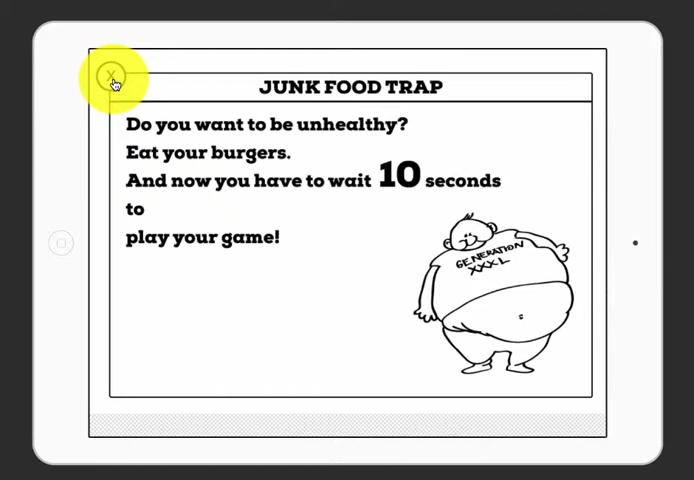 X
JUNK FOOD TRAP
Do you want to be unhealthy?
Eat your burgers.
And now you have to wait 10 seconds
to
play your game!
GENERATION
XXXL